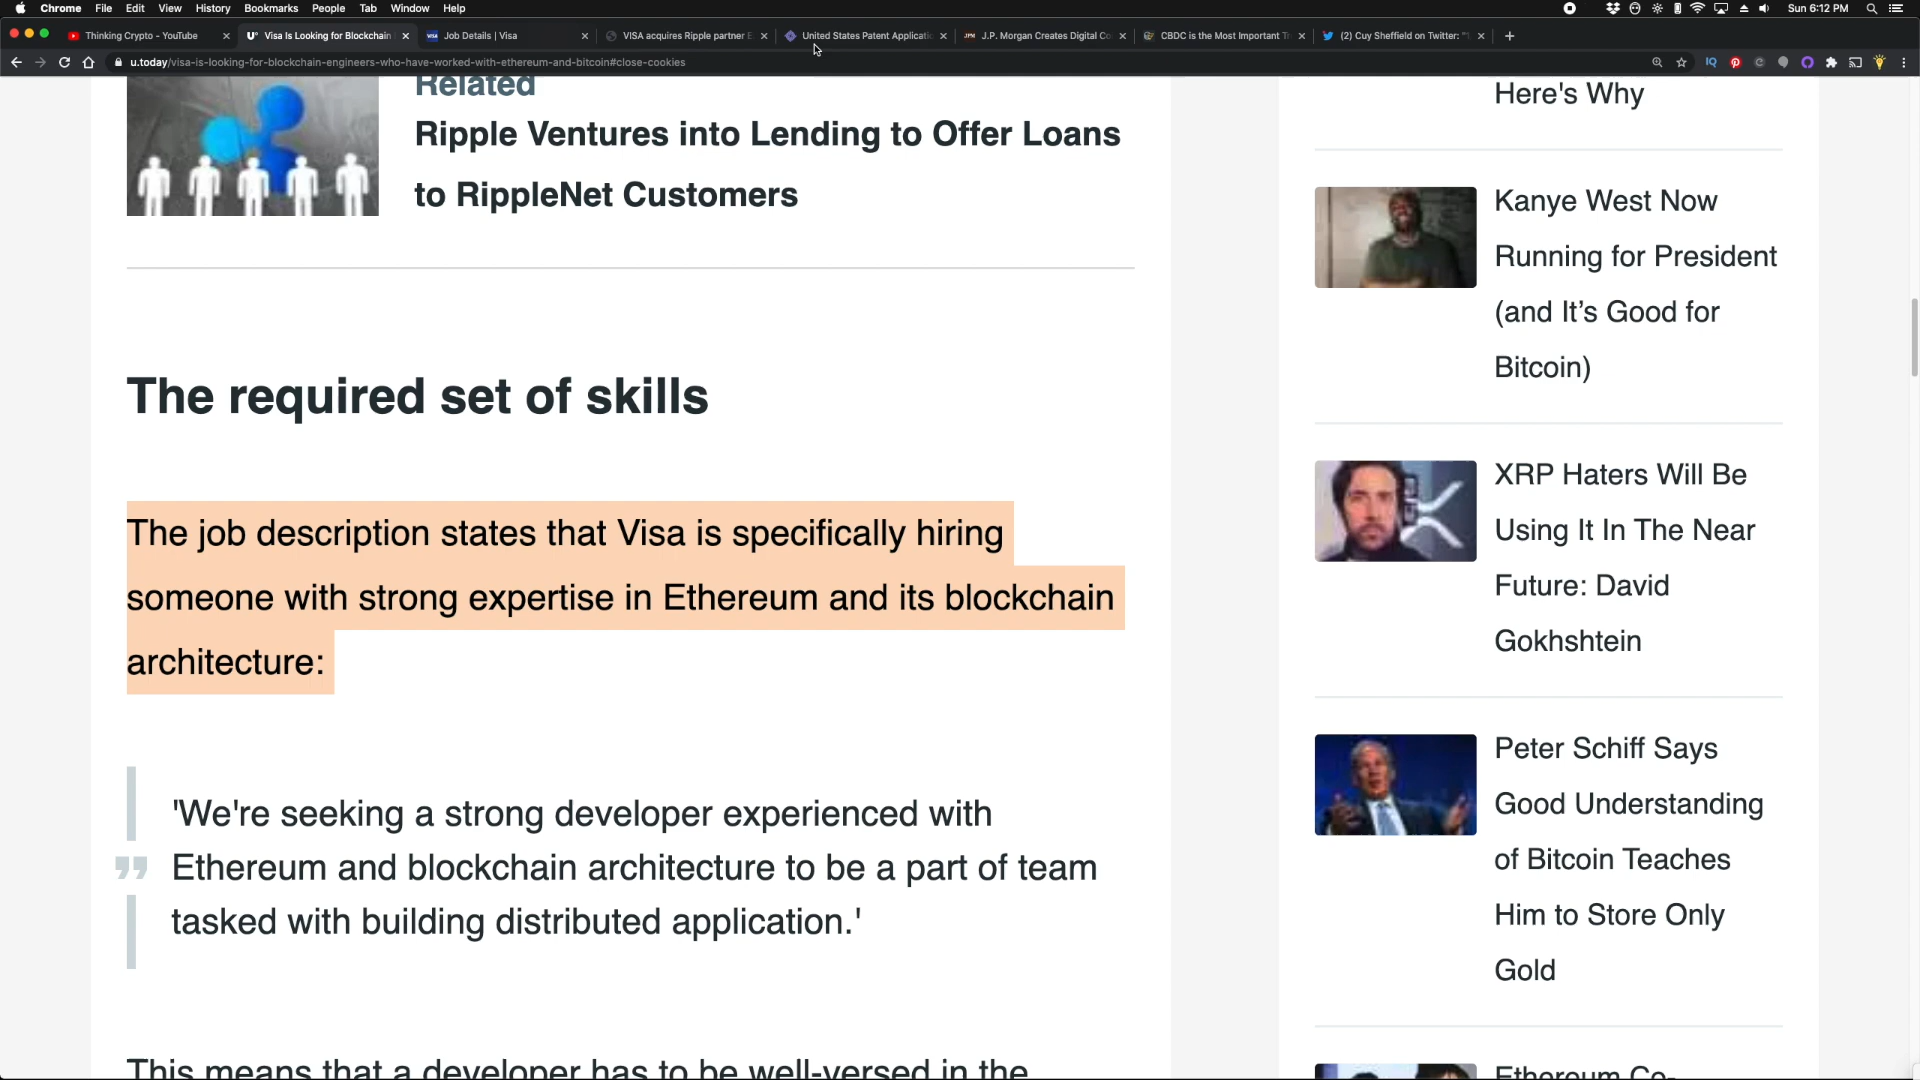 Chrome File Edit View History Bookmarks People Tab Window Help Sun 6:12 PM
Thinking Crypto - YouTube
Visa Is Looking for Blockchain
Job Details | Visa
VISA acquires Ripple partner
United States Patent Applicati
J.P. Morgan Creates Digital Co
CBDC is the Most Important
(2) Cuy Sheffield on Twitter:
u.today/visa-is-looking-for-blockchain-engineers-who-have-worked-with-ethereum-and-bitcoin#close-cookies
Related
Ripple Ventures into Lending to Offer Loans
to RippleNet Customers
The required set of skills
The job description states that Visa is specifically hiring
someone with strong expertise in Ethereum and its blockchain
architecture:
'We're seeking a strong developer experienced with
Ethereum and blockchain architecture to be a part of team
tasked with building distributed application.'
This means that a developer has to be well-versed in the
Here's Why
Kanye West Now
Running for President
(and It’s Good for
Bitcoin)
XRP Haters Will Be
Using It In The Near
Future: David
Gokhshtein
Peter Schiff Says
Good Understanding
of Bitcoin Teaches
Him to Store Only
Gold
Ethereum Co-